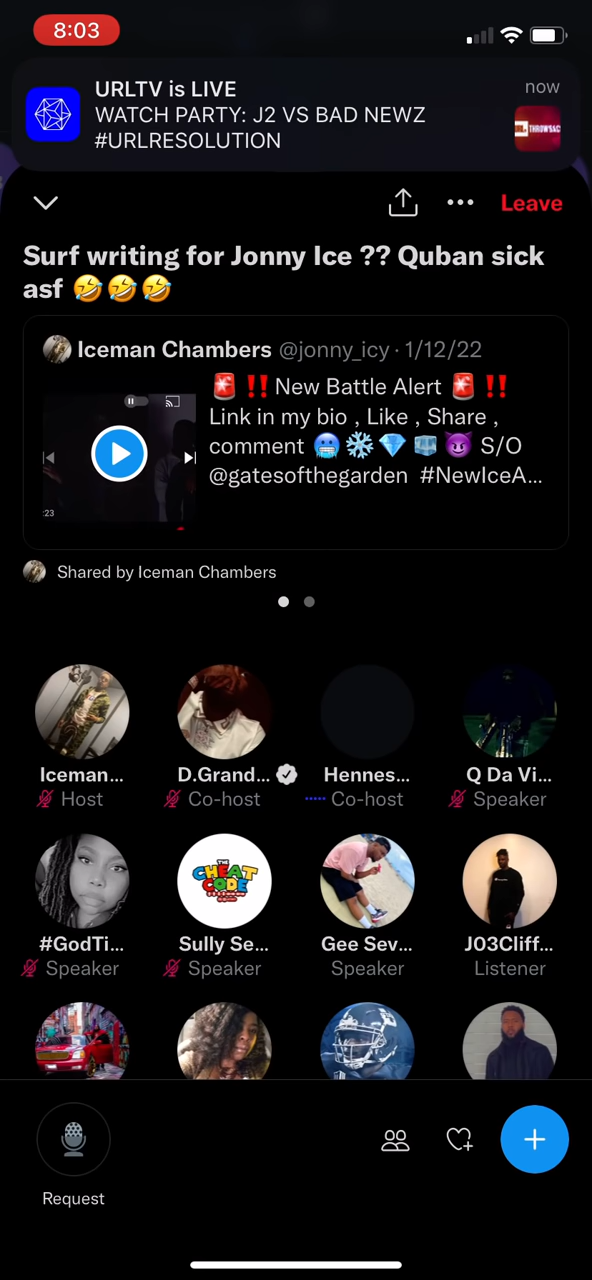 8:03
URLTV is LIVE
now
WATCH PARTY: J2 VS BAD NEWZ
#URLRESOLUTION
Leave
Surf writing for Jonny Ice ?? Quban sick
asf 🤣🤣🤣
Iceman Chambers @jonny_icy · 1/12/22
🚨 ‼️ New Battle Alert 🚨 ‼️
Link in my bio , Like , Share ,
comment 🥶❄️💎🧊😈 S/O
@gatesofthegarden #NewIceA...
:23
Shared by Iceman Chambers
Iceman...
D.Grand...
Hennes...
Q Da Vi...
Host
Co-host
Co-host
Speaker
THE
CHEAT
CODE
#GodTi...
Sully Se...
Gee Sev...
J03Cliff...
Speaker
Speaker
Speaker
Listener
Request